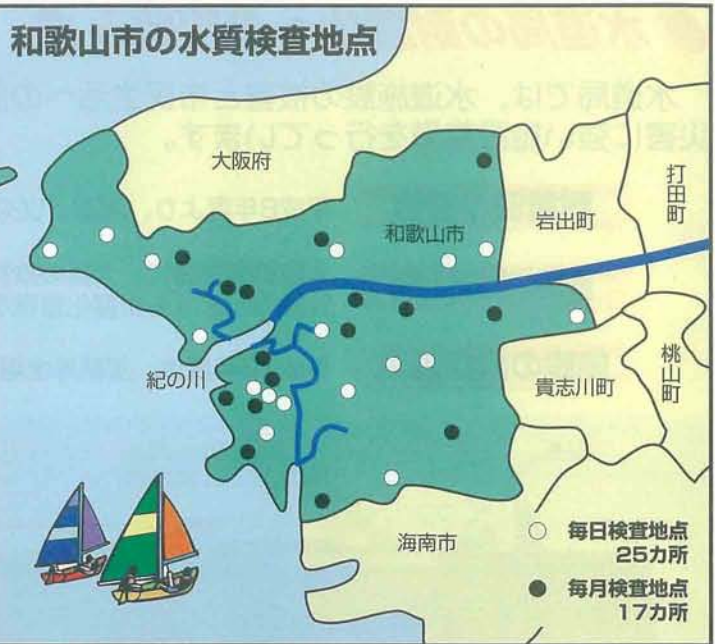 和歌山市の水質検査地点
大阪府
和歌山市
岩出町
打田町
紀の川
貴志川町
桃山町
海南市
○ 毎日検査地点
25カ所
● 毎月検査地点
17カ所